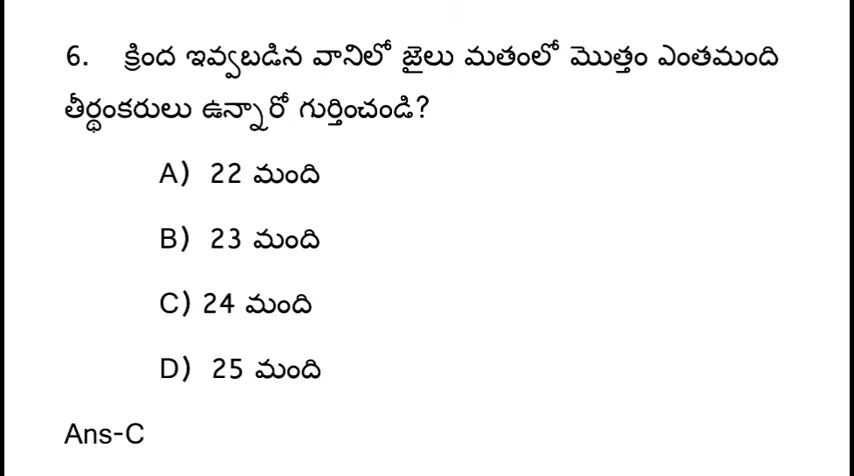 6. క్రింద ఇవ్వబడిన వానిలో జైలు మతంలో మొత్తం ఎంతమంది
తీర్థంకరులు ఉన్నారో గుర్తించండి?
A) 22 మంది
B) 23 మంది
C) 24 మంది
D) 25 మంది
Ans-C